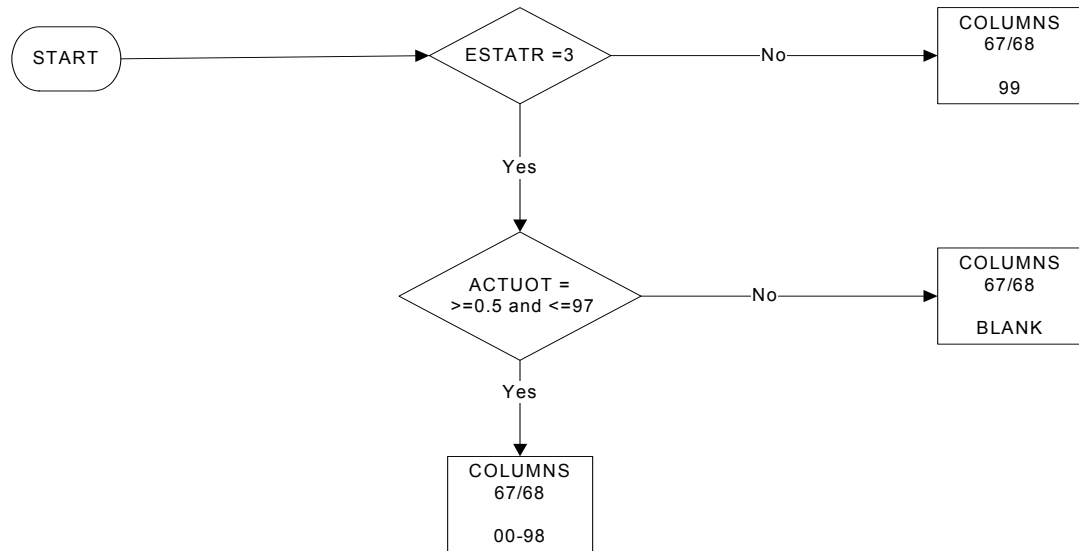 START
ESTATR =3
No
COLUMNS
67/68
99
Yes
ACTUOT =
>=0.5 and <=97
No
COLUMNS
67/68
BLANK
Yes
COLUMNS
67/68
00-98